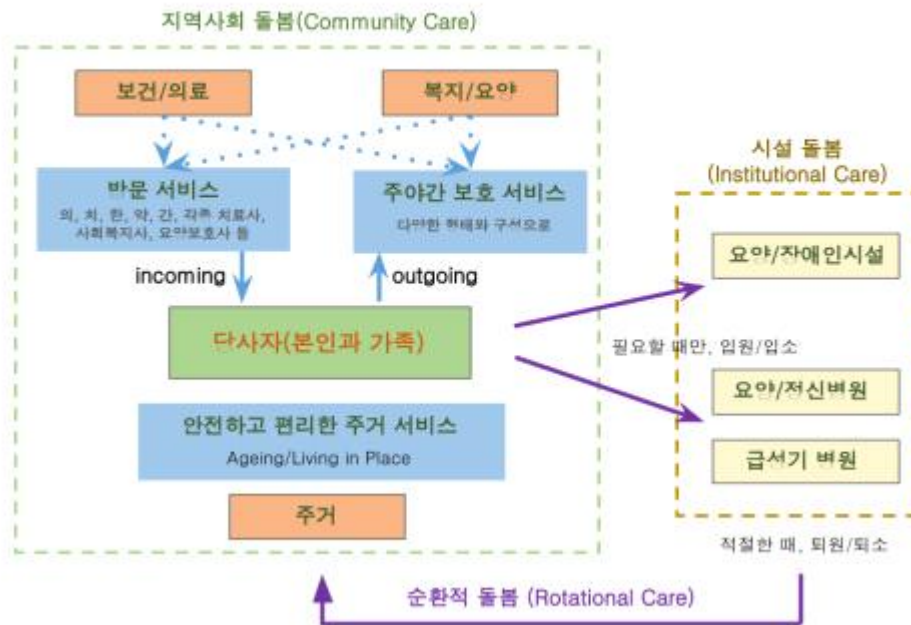 지역사회 돌봄(Community Care)
보건/의료
복지/요양
방문 서비스
의, 치, 한, 약, 간, 각종 치료사,
사회복지사, 요양보호사 등
주야간 보호 서비스
다양한 형태와 구성으로
incoming
outgoing
당사자(본인과 가족)
안전하고 편리한 주거 서비스
Ageing/Living in Place
주거
시설 돌봄
(Institutional Care)
요양/장애인시설
필요할 때만, 입원/입소
요양/정신병원
급성기 병원
적절한 때, 퇴원/퇴소
순환적 돌봄 (Rotational Care)